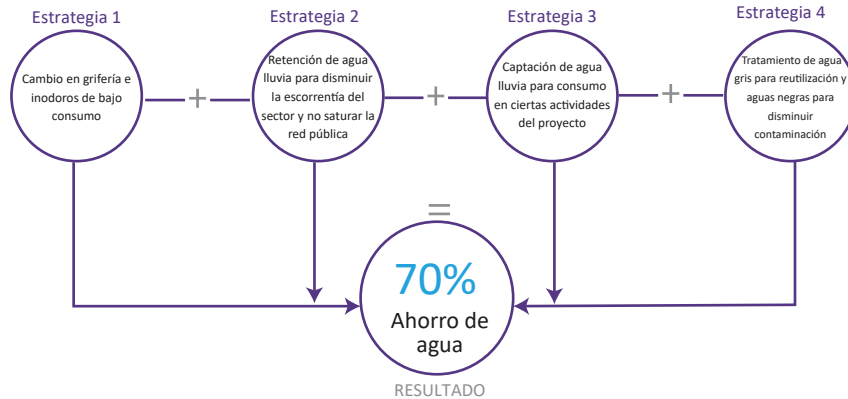 Estrategia 1
Cambio en grifería e
inodoros de bajo
consumo
+
Estrategia 2
Retención de agua
lluvia para disminuir
la escorrentía del
sector y no saturar la
red pública
+
Estrategia 3
Captación de agua
lluvia para consumo
en ciertas actividades
del proyecto
+
Estrategia 4
Tratamiento de agua
gris para reutilización y
aguas negras para
disminuir
contaminación
=
70%
Ahorro de
agua
RESULTADO